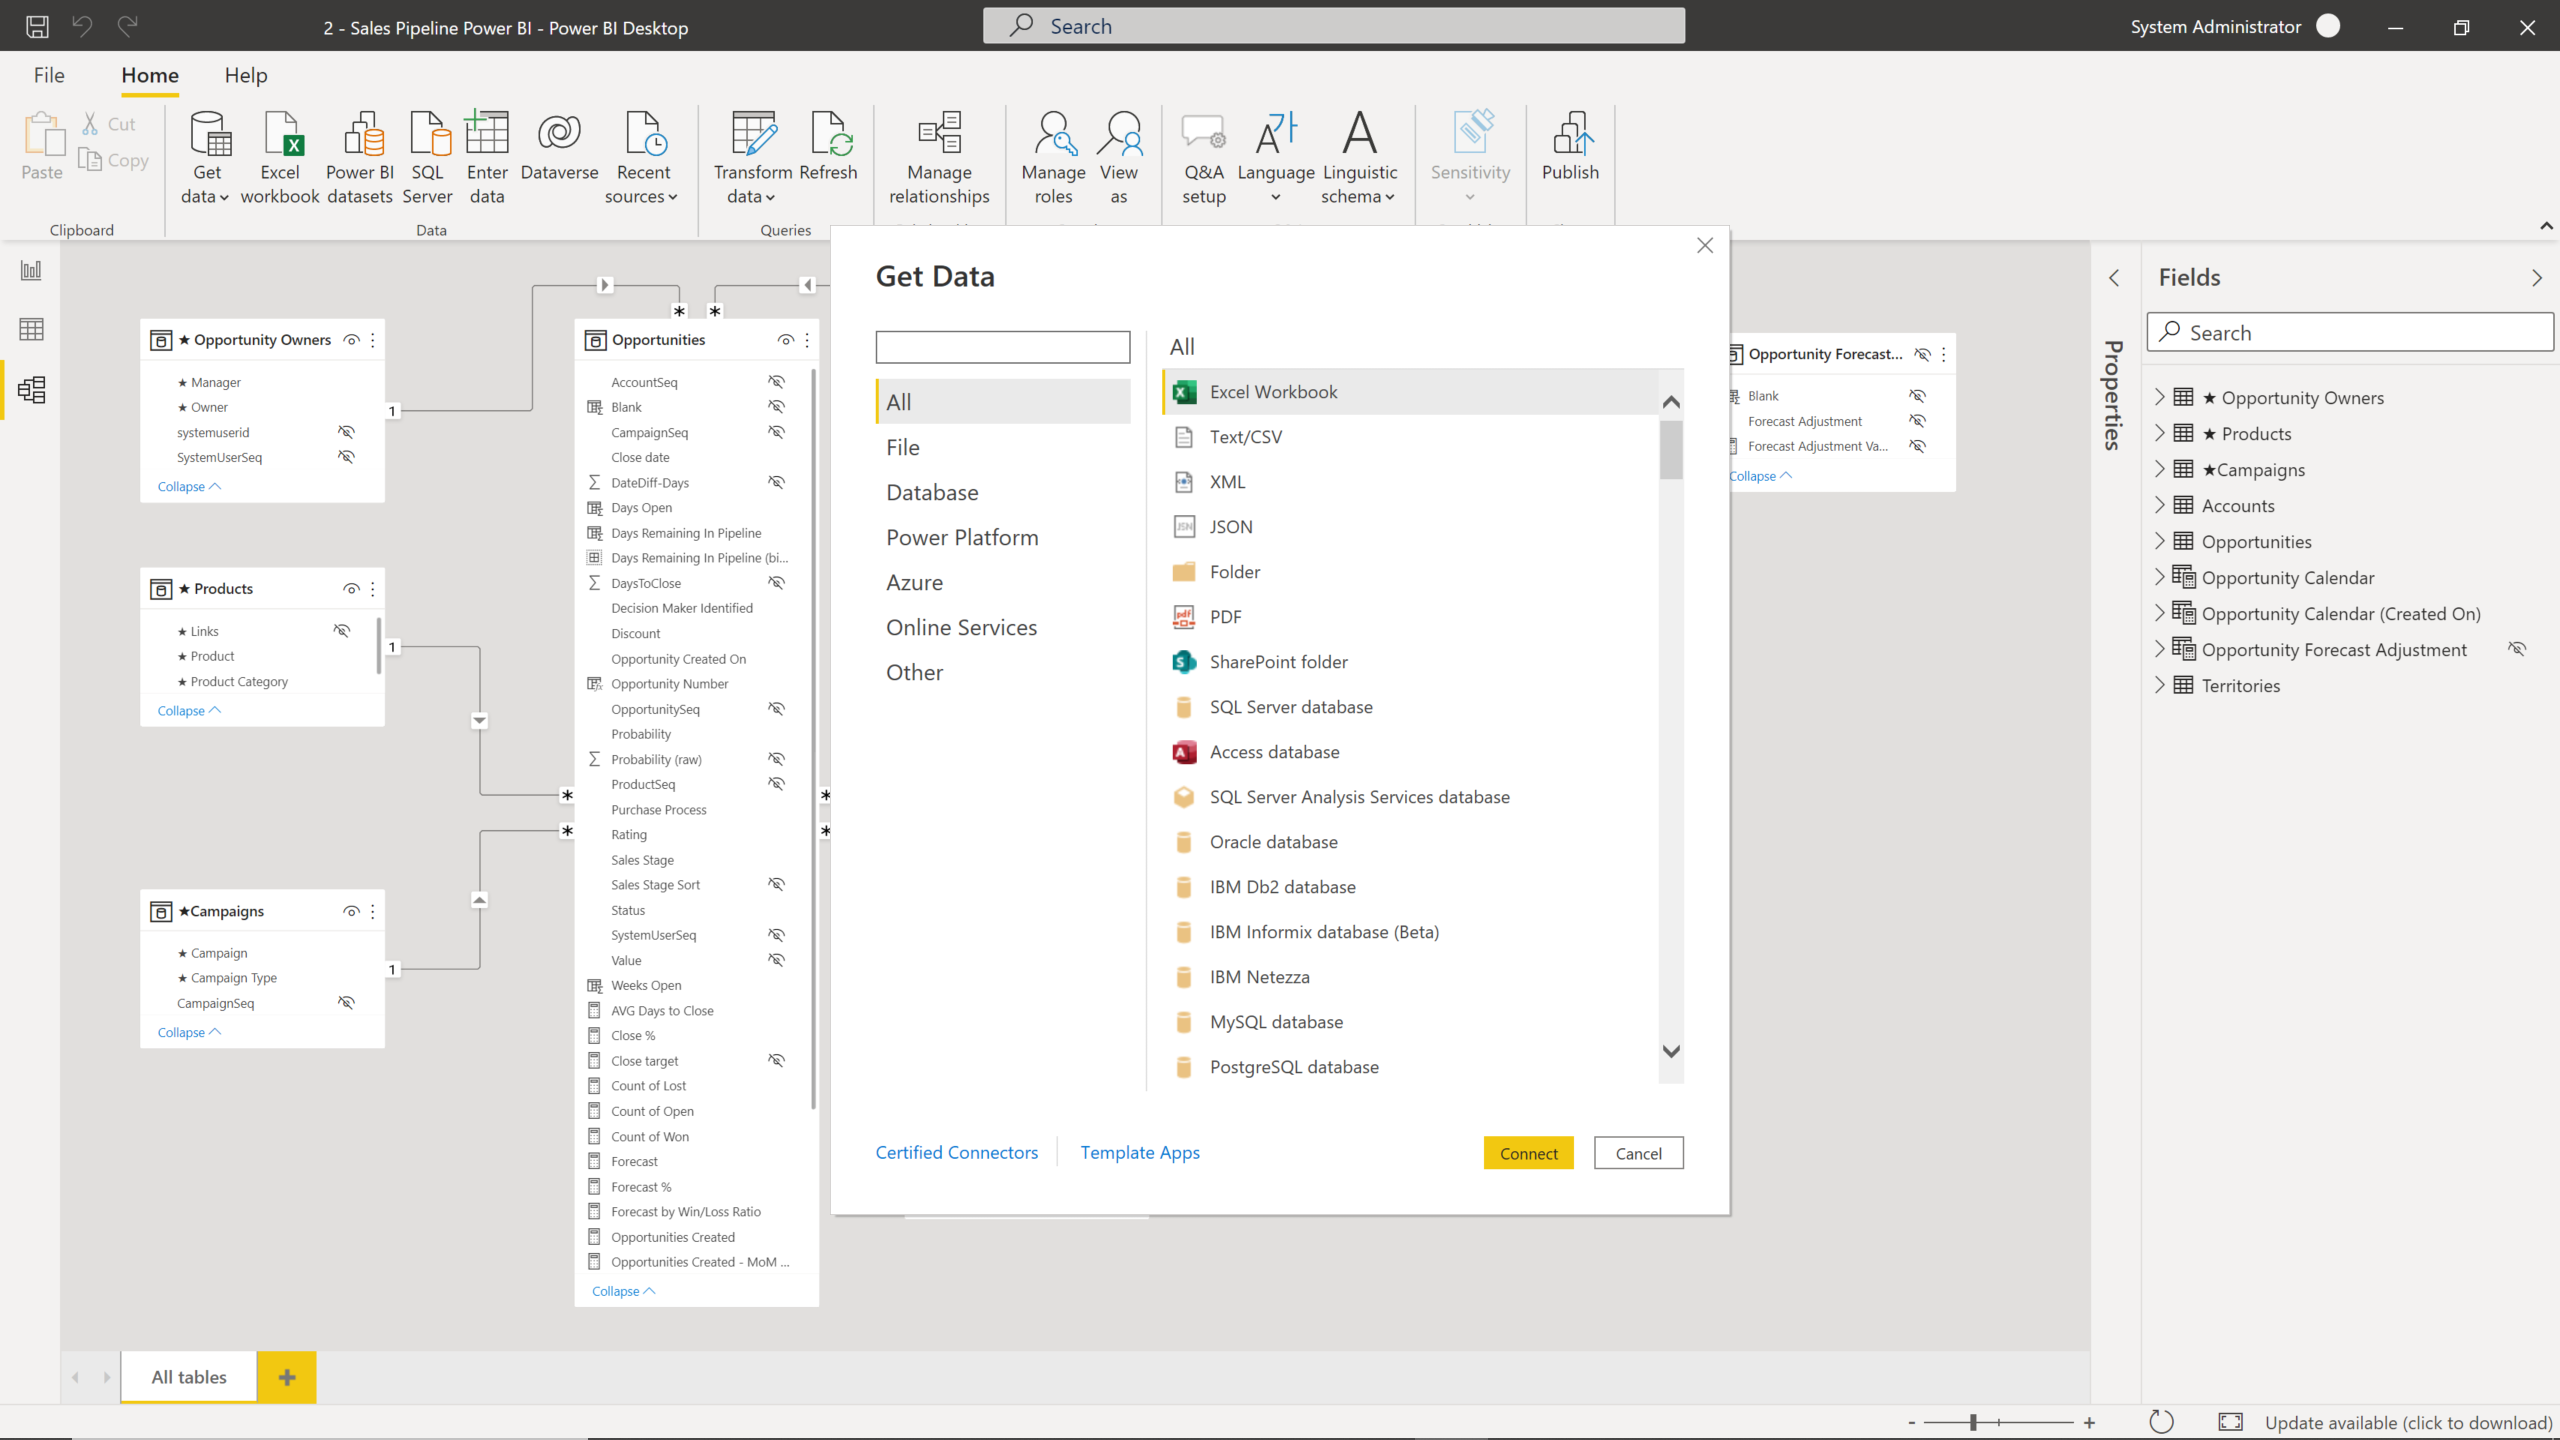 2 - Sales Pipeline Power BI - Power BI Desktop
Search
System Administrator
File
Home
Help
Paste
Cut
Copy
Clipboard
Get data
Excel workbook
Power BI datasets
SQL Server
Enter data
Dataverse
Recent sources
Data
Transform data
Refresh
Queries
Manage relationships
Manage roles
View as
Q&A setup
Language
Linguistic schema
Sensitivity
Publish
★ Opportunity Owners
★ Manager
★ Owner
systemuserid
SystemUserSeq
Collapse
1
★ Products
★ Links
★ Product
★ Product Category
Collapse
1
★Campaigns
★ Campaign
★ Campaign Type
CampaignSeq
Collapse
1
Opportunities
AccountSeq
Blank
CampaignSeq
Close date
DateDiff-Days
Days Open
Days Remaining In Pipeline
Days Remaining In Pipeline (bi...
DaysToClose
Decision Maker Identified
Discount
Opportunity Created On
Opportunity Number
OpportunitySeq
Probability
Probability (raw)
ProductSeq
Purchase Process
Rating
Sales Stage
Sales Stage Sort
Status
SystemUserSeq
Value
Weeks Open
AVG Days to Close
Close %
Close target
Count of Lost
Count of Open
Count of Won
Forecast
Forecast %
Forecast by Win/Loss Ratio
Opportunities Created
Opportunities Created - MoM ...
Collapse
Get Data
All
File
Database
Power Platform
Azure
Online Services
Other
All
Excel Workbook
Text/CSV
XML
JSON
Folder
PDF
SharePoint folder
SQL Server database
Access database
SQL Server Analysis Services database
Oracle database
IBM Db2 database
IBM Informix database (Beta)
IBM Netezza
MySQL database
PostgreSQL database
Certified Connectors
Template Apps
Connect
Cancel
Opportunity Forecast...
Blank
Forecast Adjustment
Forecast Adjustment Va...
Collapse
Properties
Fields
Search
★ Opportunity Owners
★ Products
★Campaigns
Accounts
Opportunities
Opportunity Calendar
Opportunity Calendar (Created On)
Opportunity Forecast Adjustment
Territories
All tables
Update available (click to download)